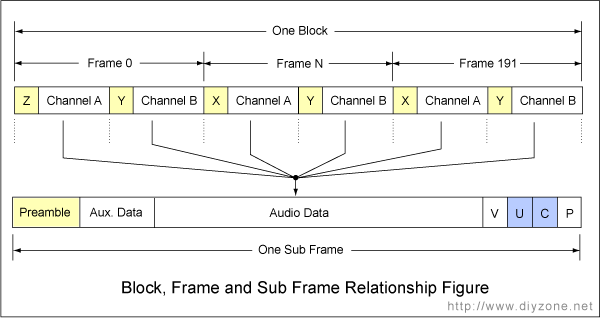 One Block
Frame 0 Frame N Frame 191
Z Channel A Y Channel B X Channel A Y Channel B X Channel A Y Channel B
Preamble Aux. Data Audio Data V U C P
One Sub Frame
Block, Frame and Sub Frame Relationship Figure
http://www.diyzone.net